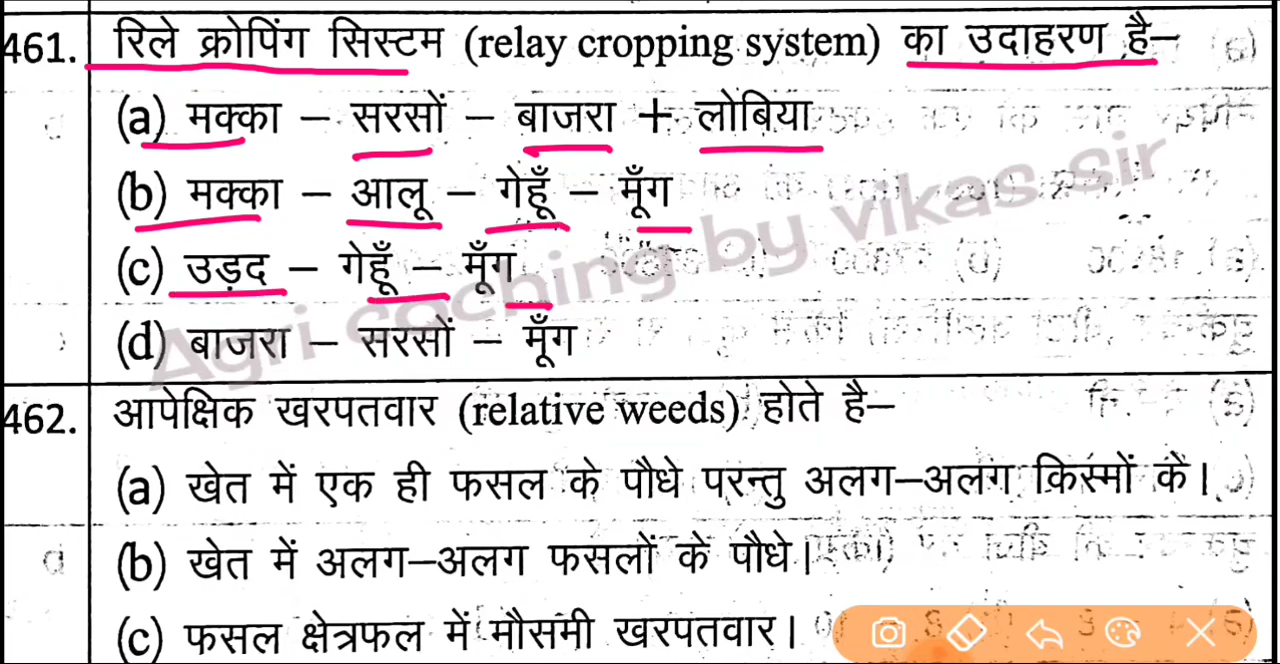 461. रिले क्रोपिंग सिस्टम (relay cropping system) का उदाहरण है–
(a) मक्का – सरसों – बाजरा + लोबिया
(b) मक्का – आलू – गेहूँ – मूँग
(c) उड़द – गेहूँ – मूँग
(d) बाजरा – सरसों – मूँग
Agri coching by vikas sir
462. आपेक्षिक खरपतवार (relative weeds) होते है–
(a) खेत में एक ही फसल के पौधे परन्तु अलग–अलग किस्मों के।
(b) खेत में अलग–अलग फसलों के पौधे।
(c) फसल क्षेत्रफल में मौसमी खरपतवार।